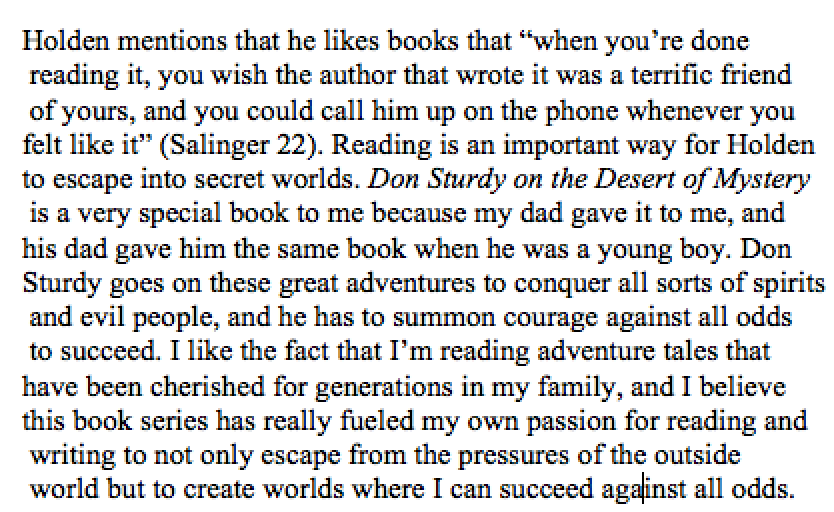 Holden mentions that he likes books that “when you’re done
reading it, you wish the author that wrote it was a terrific friend
of yours, and you could call him up on the phone whenever you
felt like it” (Salinger 22). Reading is an important way for Holden
to escape into secret worlds. Don Sturdy on the Desert of Mystery
is a very special book to me because my dad gave it to me, and
his dad gave him the same book when he was a young boy. Don
Sturdy goes on these great adventures to conquer all sorts of spirits
and evil people, and he has to summon courage against all odds
to succeed. I like the fact that I’m reading adventure tales that
have been cherished for generations in my family, and I believe
this book series has really fueled my own passion for reading and
writing to not only escape from the pressures of the outside
world but to create worlds where I can succeed against all odds.